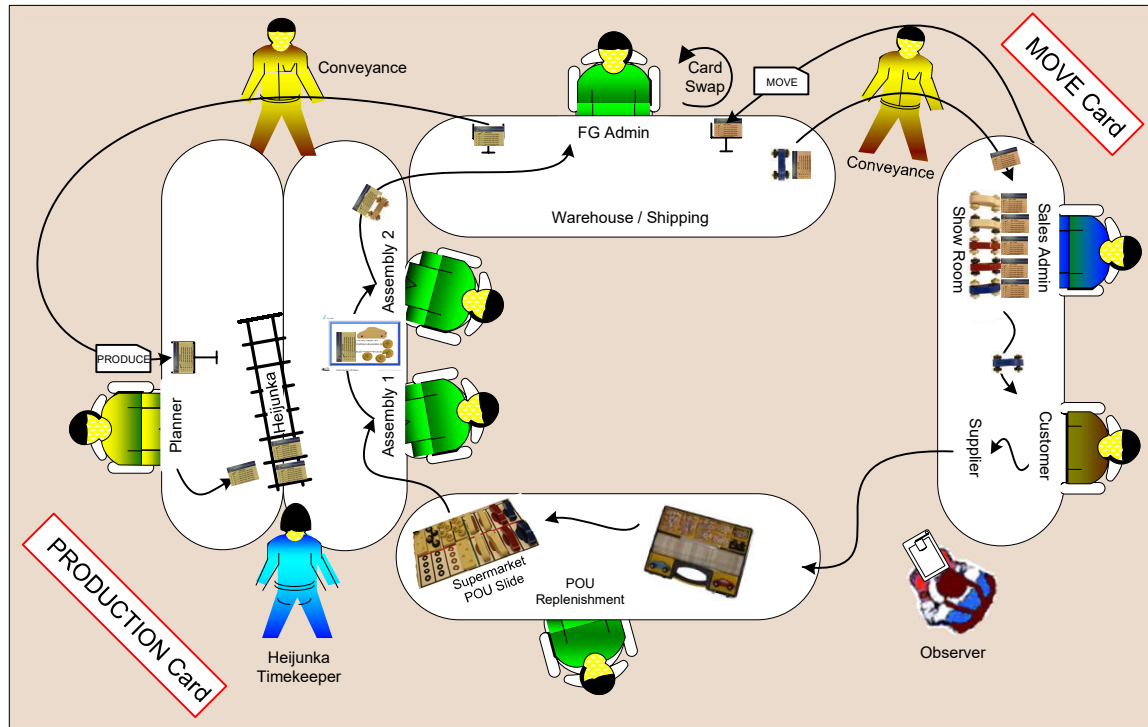 Conveyance
Card
Swap
MOVE
MOVE Card
FG Admin
Conveyance
Warehouse / Shipping
Assembly 2
Sales Admin
Show Room
PRODUCE
Heijunka
Planner
Assembly 1
Supplier
Customer
Supermarket
POU Slide
POU
Replenishment
PRODUCTION Card
Heijunka
Timekeeper
Observer